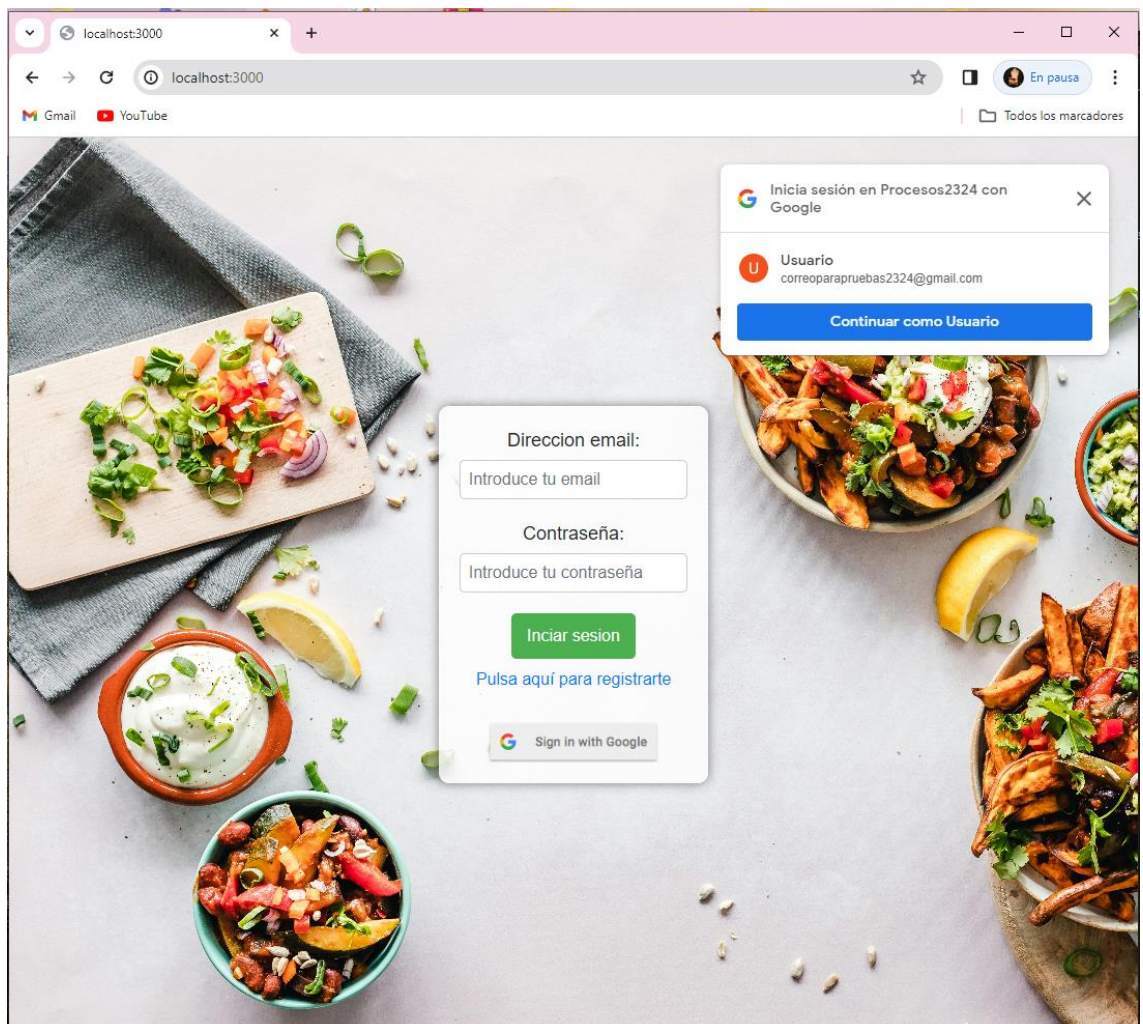 localhost:3000
localhost:3000
En pausa
Gmail
YouTube
Todos los marcadores
Inicia sesión en Procesos2324 con
Google
U
Usuario
correoparapruebas2324@gmail.com
Continuar como Usuario
Direccion email:
Introduce tu email
Contraseña:
Introduce tu contraseña
Inciar sesion
Pulsa aquí para registrarte
Sign in with Google